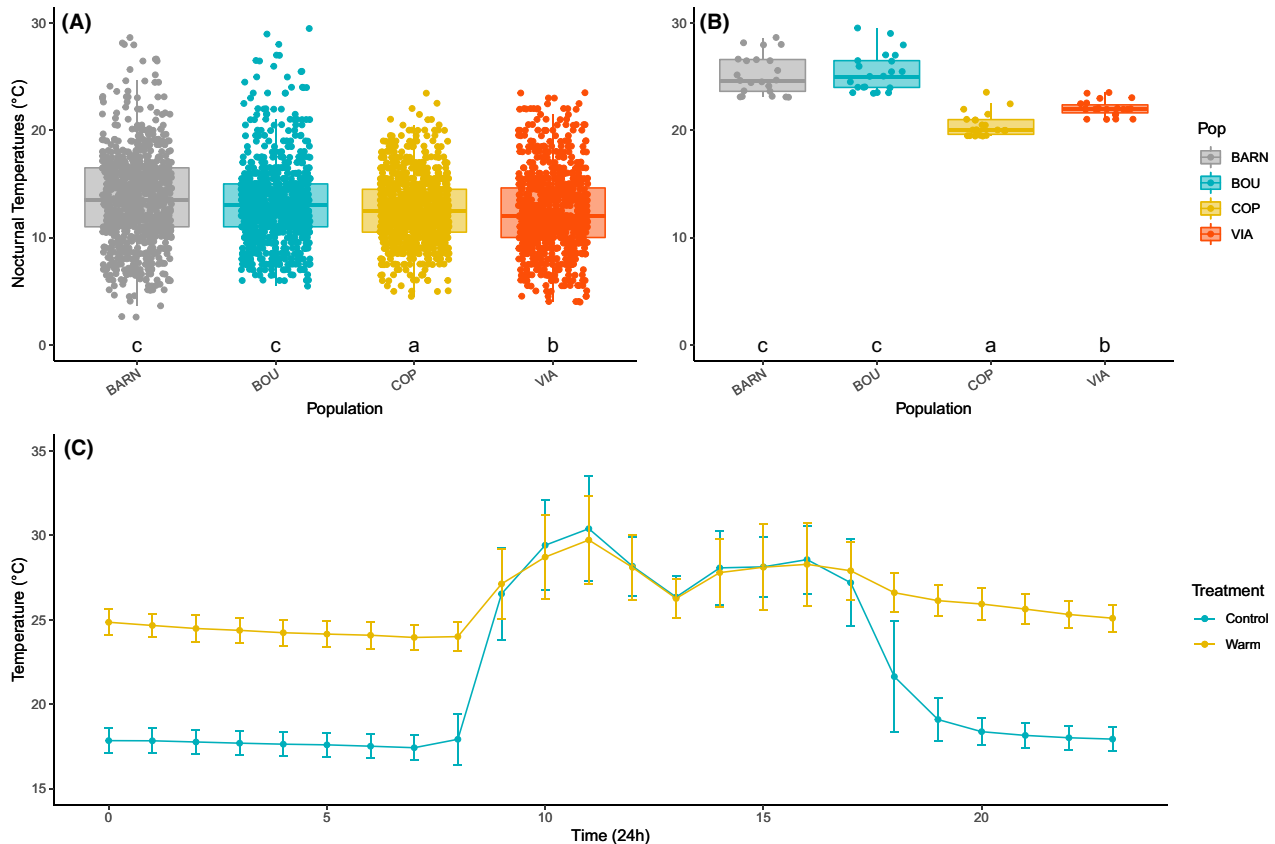 (A)
30
20
10
0
Nocturnal Temperatures (°C)
c c a b
BARN BOU COP VIA
Population
(B)
30
20
10
0
c c a b
BARN BOU COP VIA
Population
Pop
BARN
BOU
COP
VIA
(C)
35
30
25
20
15
Temperature (°C)
0 5 10 15 20
Time (24h)
Treatment
Control
Warm